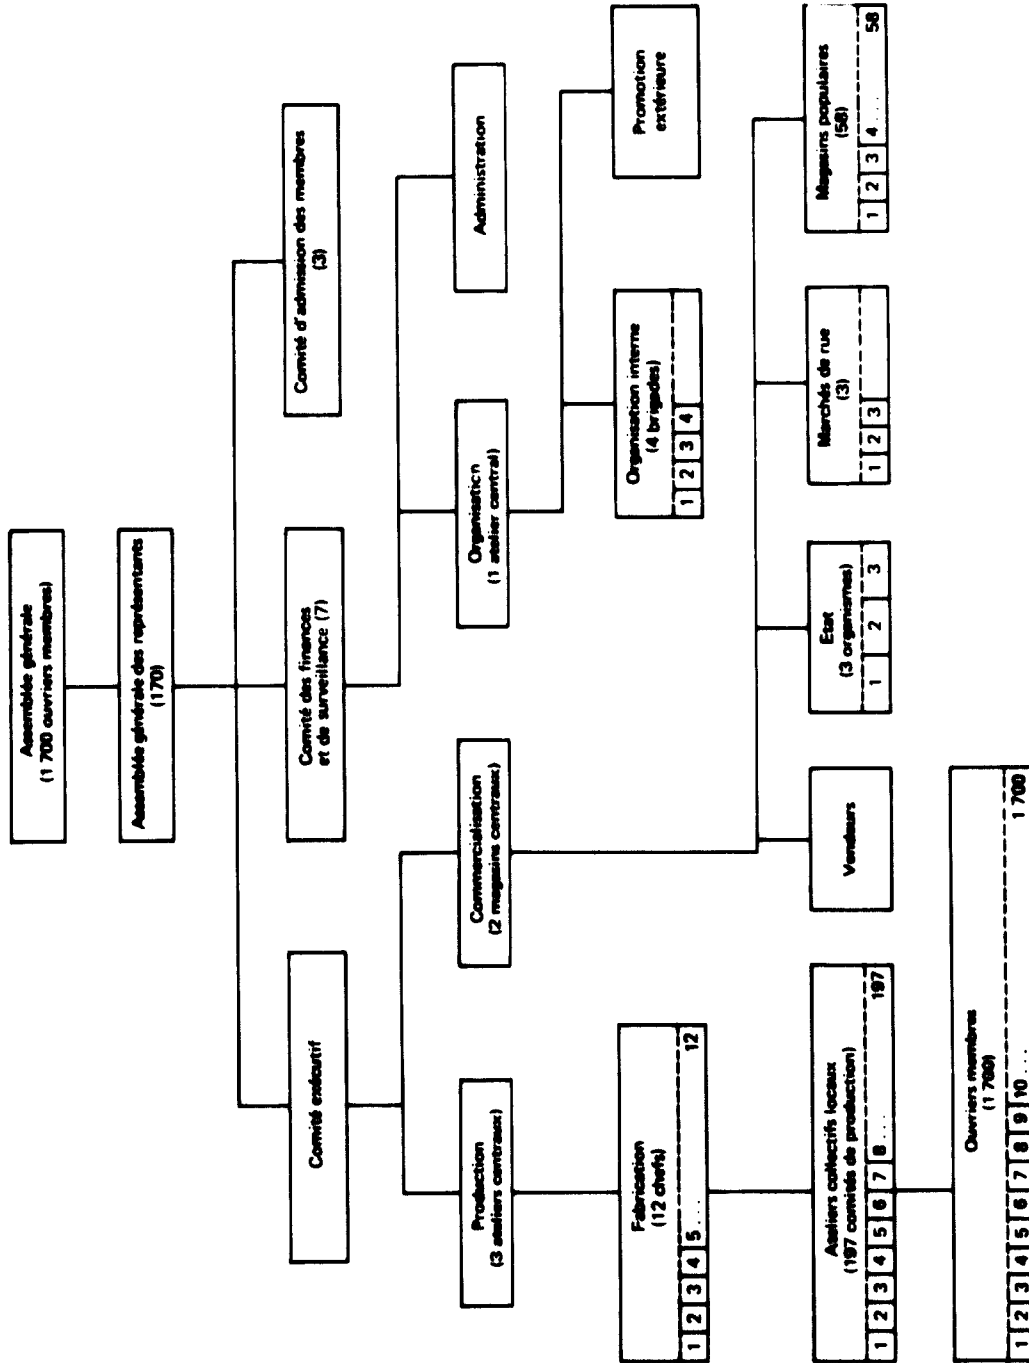 Assemblée générale
(1 700 ouvriers membres)
Assemblée générale des représentants
(170)
Comité exécutif
Comité des finances
et de surveillance (7)
Comité d'admission des membres
(3)
Production
(3 ateliers centraux)
Commercialisation
(2 magasins centraux)
Organisation
(1 atelier central)
Administration
Fabrication
(12 chefs)
1 2 3 4 5... 12
Organisation interne
(4 brigades)
1 2 3 4
Promotion
extérieure
Ateliers collectifs locaux
(197 comités de production)
1 2 3 4 5 6 7 8... 197
Vendeurs
Etat
(3 organismes)
1 2 3
Marchés de rue
(3)
1 2 3
Magasins populaires
(58)
1 2 3 4... 58
Ouvriers membres
(1 700)
1 2 3 4 5 6 7 8 9 10... 1 700